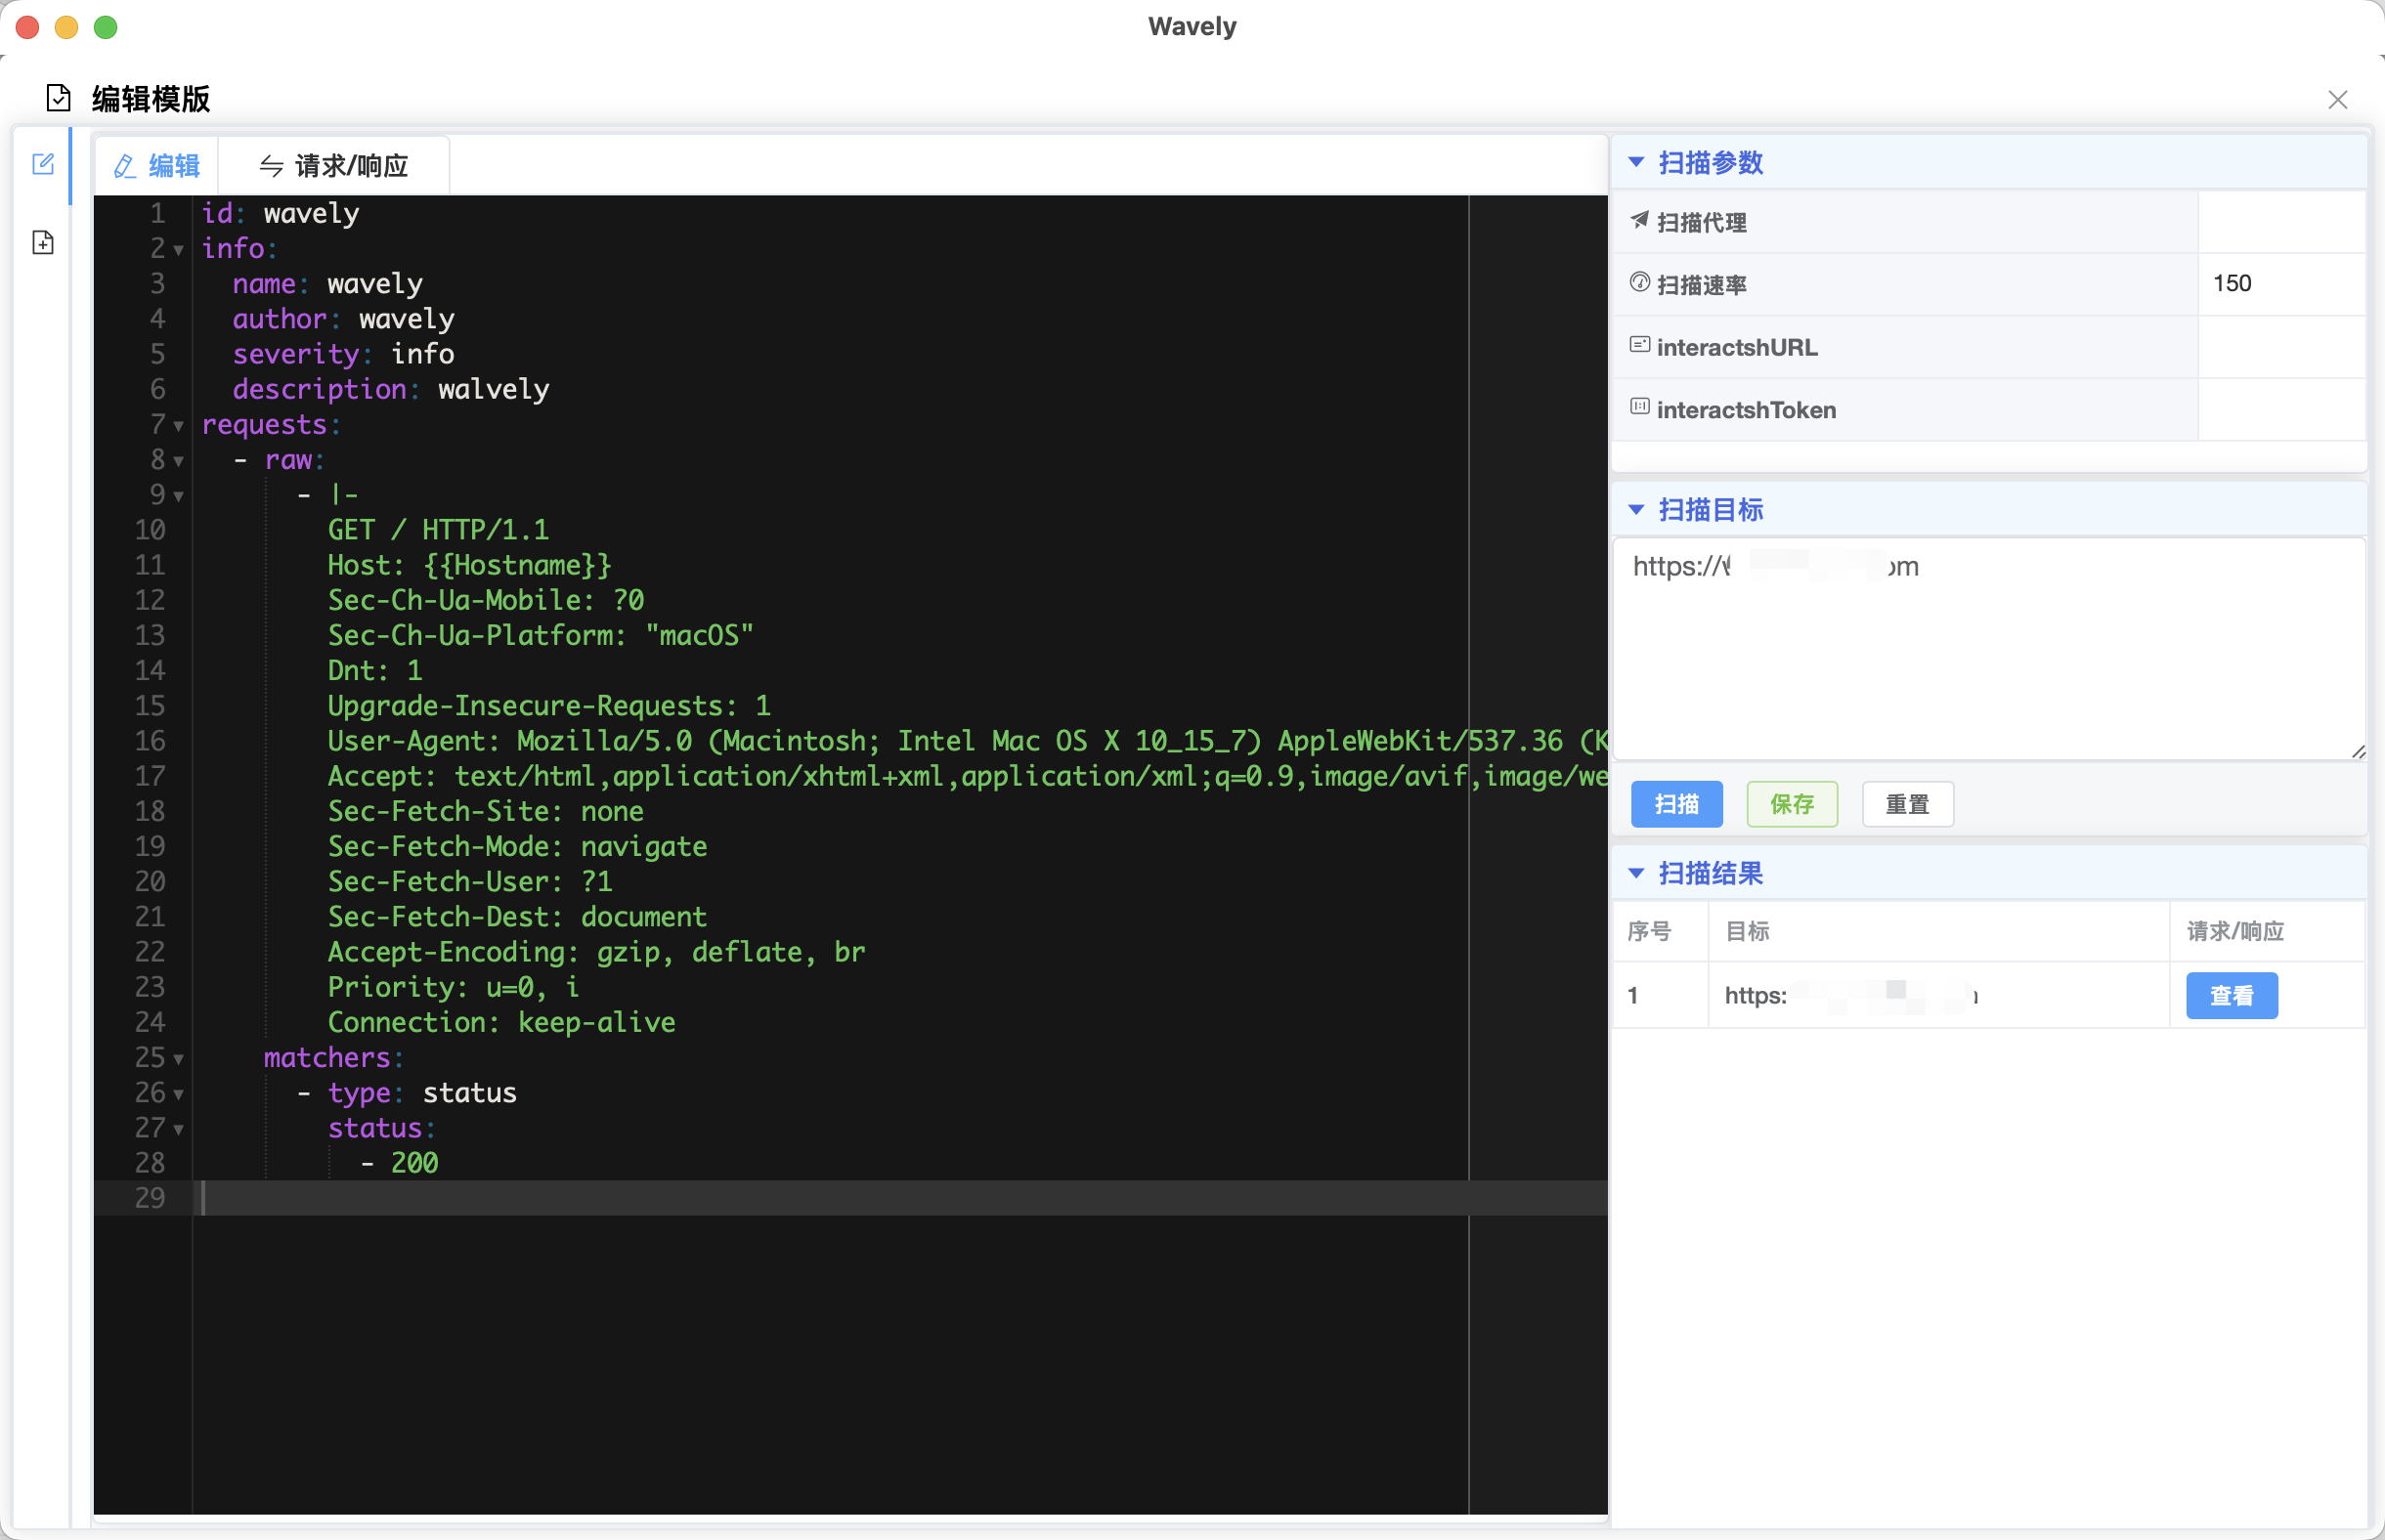 Wavely
编辑模版
编辑
请求/响应
1 id: wavely
2 info:
3 name: wavely
4 author: wavely
5 severity: info
6 description: walvely
7 requests:
8 - raw:
9 - |-
10 GET / HTTP/1.1
11 Host: {{Hostname}}
12 Sec-Ch-Ua-Mobile: ?0
13 Sec-Ch-Ua-Platform: "macOS"
14 Dnt: 1
15 Upgrade-Insecure-Requests: 1
16 User-Agent: Mozilla/5.0 (Macintosh; Intel Mac OS X 10_15_7) AppleWebKit/537.36 (K
17 Accept: text/html,application/xhtml+xml,application/xml;q=0.9,image/avif,image/we
18 Sec-Fetch-Site: none
19 Sec-Fetch-Mode: navigate
20 Sec-Fetch-User: ?1
21 Sec-Fetch-Dest: document
22 Accept-Encoding: gzip, deflate, br
23 Priority: u=0, i
24 Connection: keep-alive
25 matchers:
26 - type: status
27 status:
28 - 200
29
扫描参数
扫描代理
扫描速率 150
interactshURL
interactshToken
扫描目标
https://
扫描 保存 重置
扫描结果
序号 目标 请求/响应
1 https: 查看